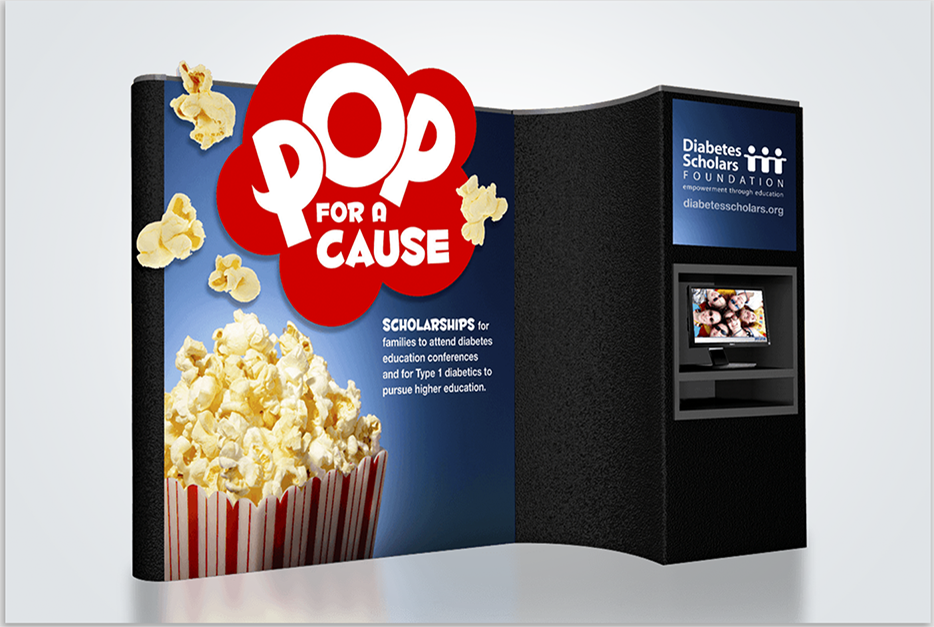 POP
FOR A
CAUSE
SCHOLARSHIPS for
families to attend diabetes
education conferences
and for Type 1 diabetics to
pursue higher education.
Diabetes
Scholars
FOUNDATION
empowerment through education
diabetesscholars.org